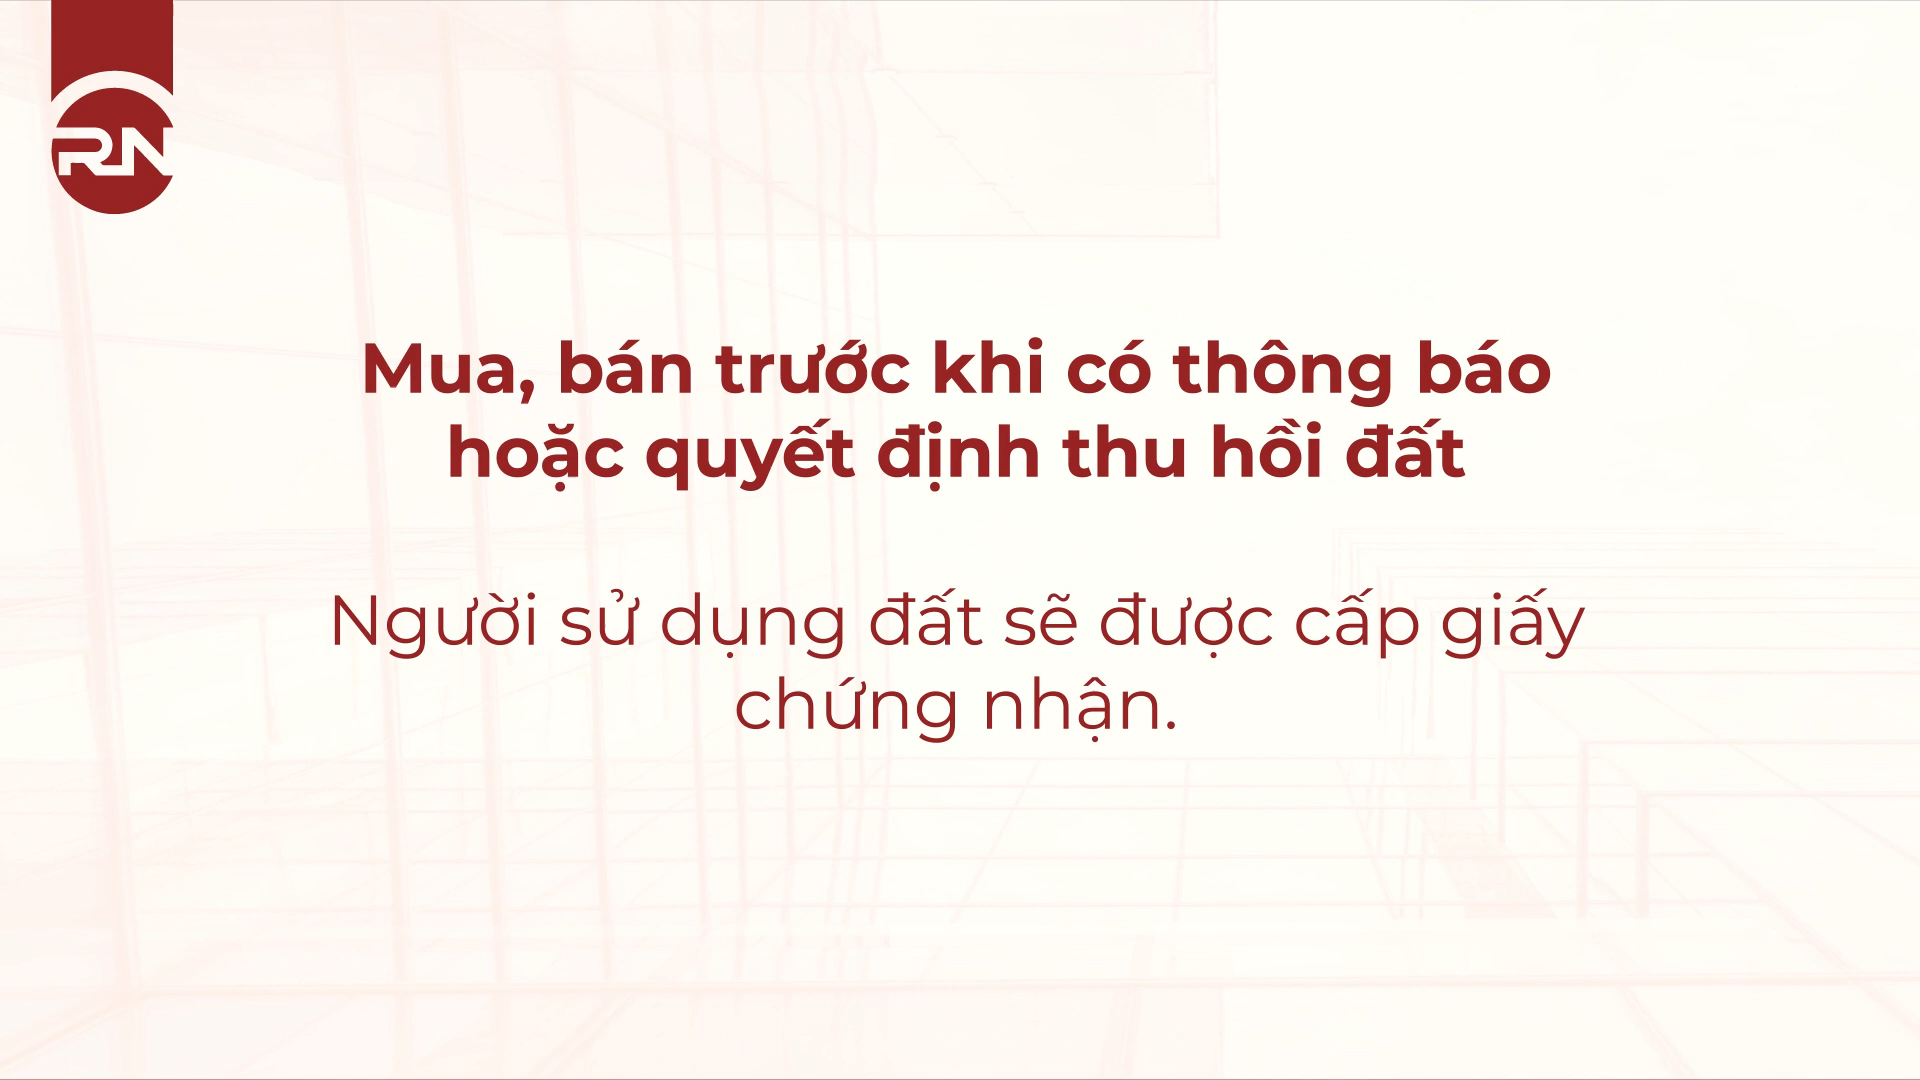 RN
Mua, bán trước khi có thông báo
hoặc quyết định thu hồi đất
Người sử dụng đất sẽ được cấp giấy
chứng nhận.